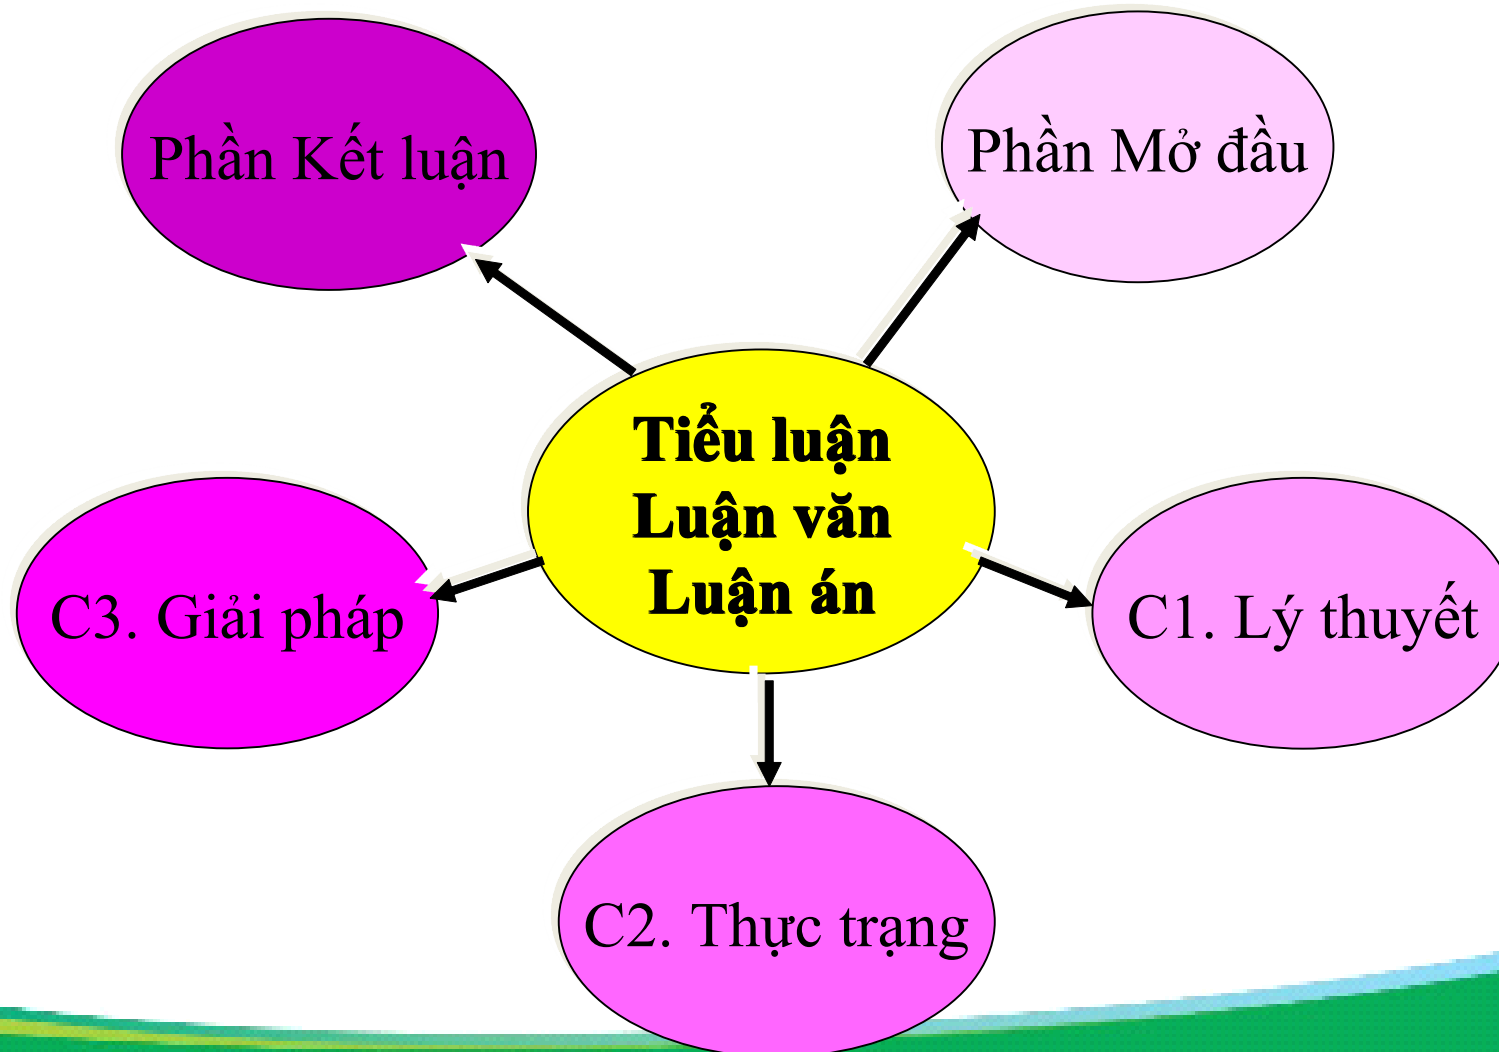 Phần Kết luận
Phần Mở đầu
Tiểu luận
Luận văn
Luận án
C3. Giải pháp
C1. Lý thuyết
C2. Thực trạng